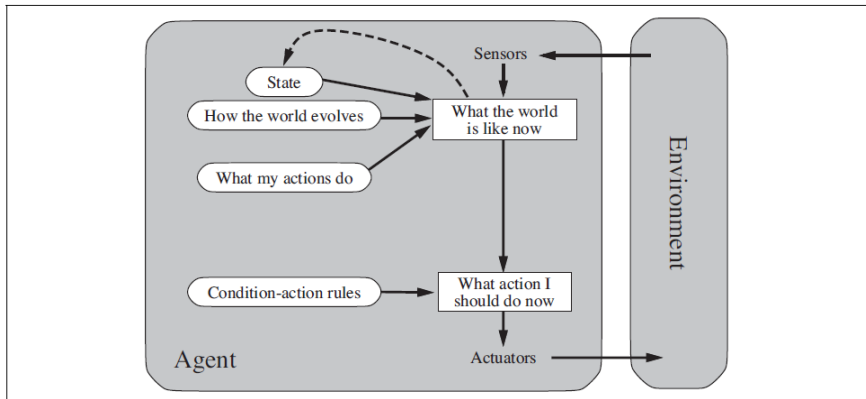 Sensors
State
What the world
is like now
How the world evolves
What my actions do
Condition-action rules
What action I
should do now
Agent
Actuators
Environment